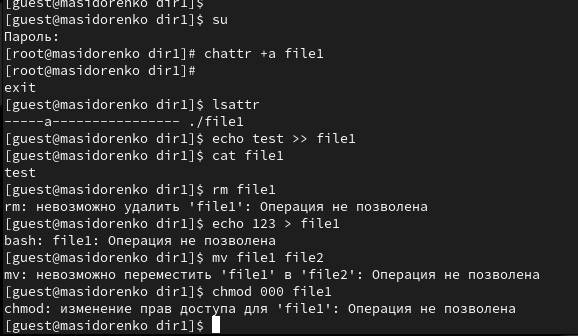 [guest@masidorenko dir1]$
[guest@masidorenko dir1]$ su
Пароль:
[root@masidorenko dir1]# chattr +a file1
[root@masidorenko dir1]#
exit
[guest@masidorenko dir1]$ lsattr
-----a---------------- ./file1
[guest@masidorenko dir1]$ echo test >> file1
[guest@masidorenko dir1]$ cat file1
test
[guest@masidorenko dir1]$ rm file1
rm: невозможно удалить 'file1': Операция не позволена
[guest@masidorenko dir1]$ echo 123 > file1
bash: file1: Операция не позволена
[guest@masidorenko dir1]$ mv file1 file2
mv: невозможно переместить 'file1' в 'file2': Операция не позволена
[guest@masidorenko dir1]$ chmod 000 file1
chmod: изменение прав доступа для 'file1': Операция не позволена
[guest@masidorenko dir1]$